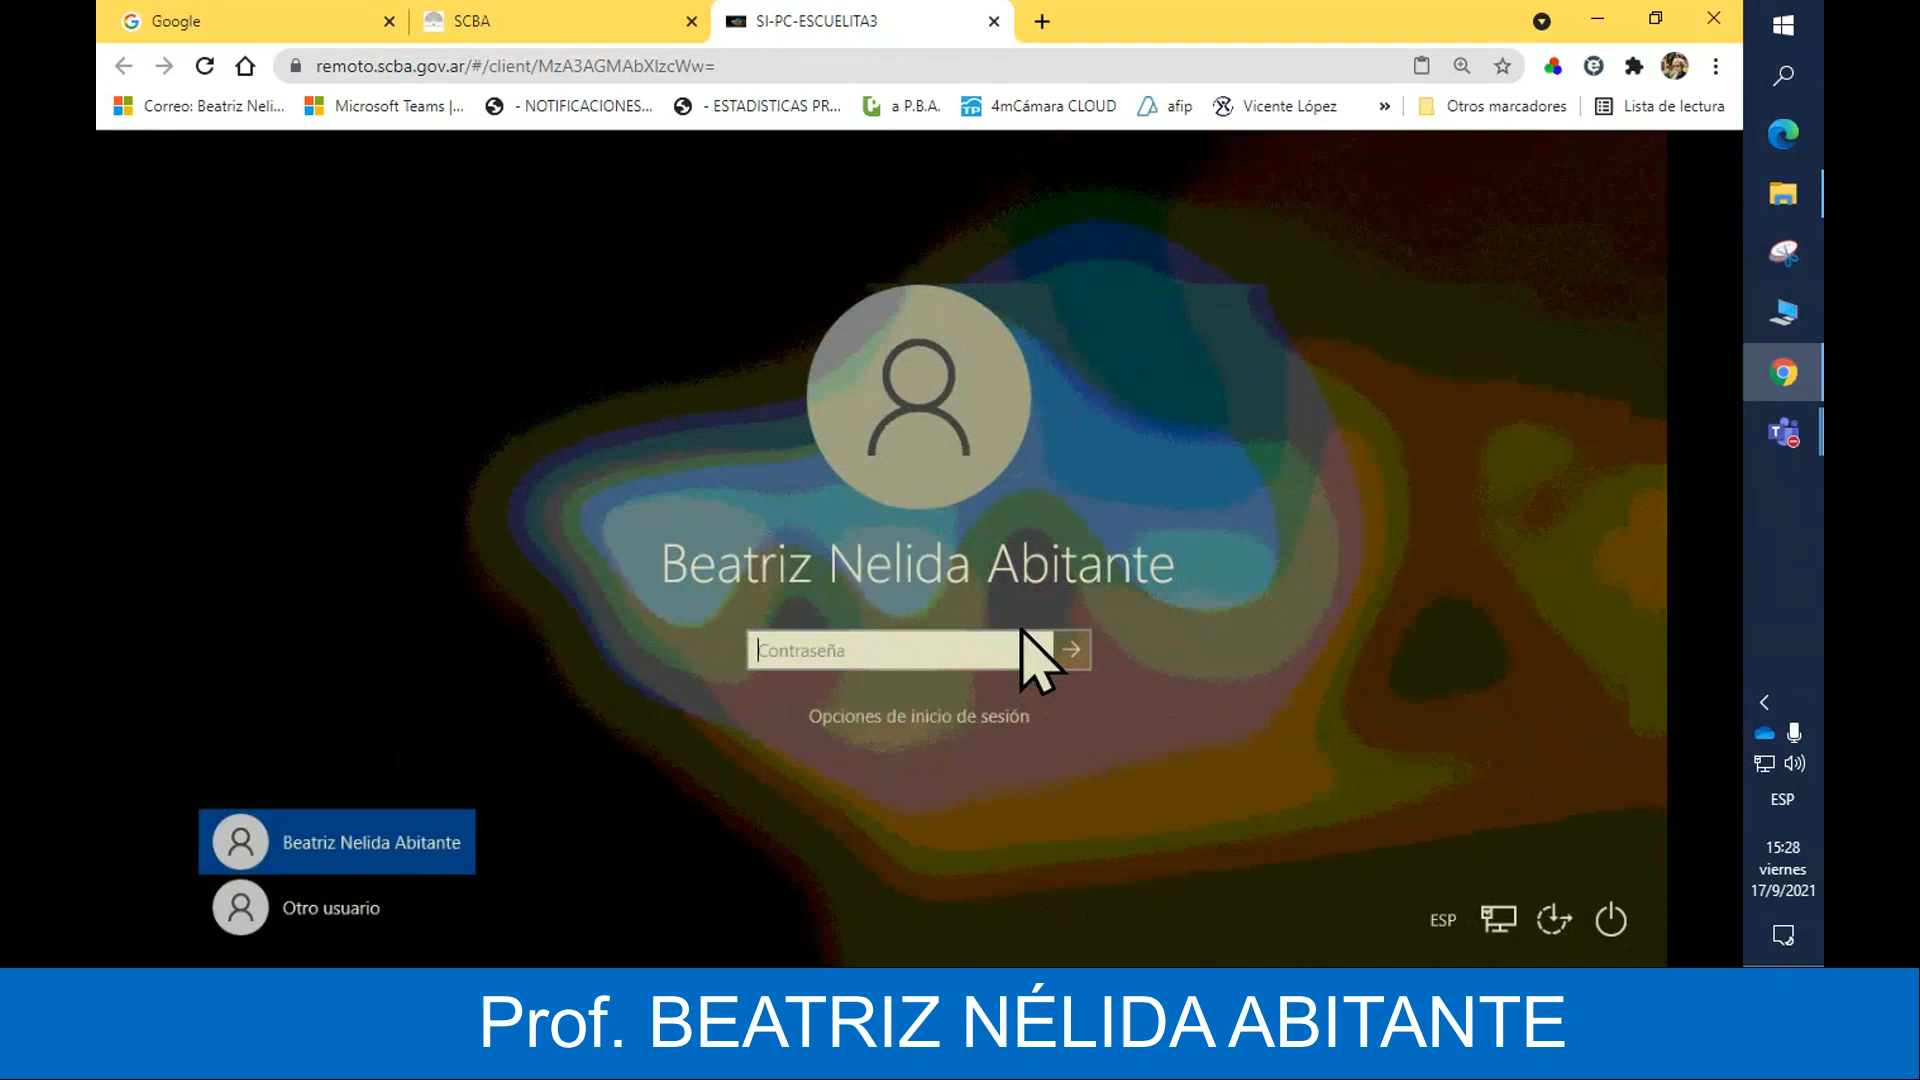 Google
SCBA
SI-PC-ESCUELITA3
remoto.scba.gov.ar/#/client/MzA3AGMAbXlzcWw=
Correo: Beatriz Neli...
Microsoft Teams |...
- NOTIFICACIONES...
- ESTADISTICAS PR...
a P.B.A.
4mCámara CLOUD
afip
Vicente López
»
Otros marcadores
Lista de lectura
Beatriz Nelida Abitante
Contraseña
Opciones de inicio de sesión
Beatriz Nelida Abitante
Otro usuario
ESP
ESP
15:28
viernes
17/9/2021
Prof. BEATRIZ NÉLIDA ABITANTE